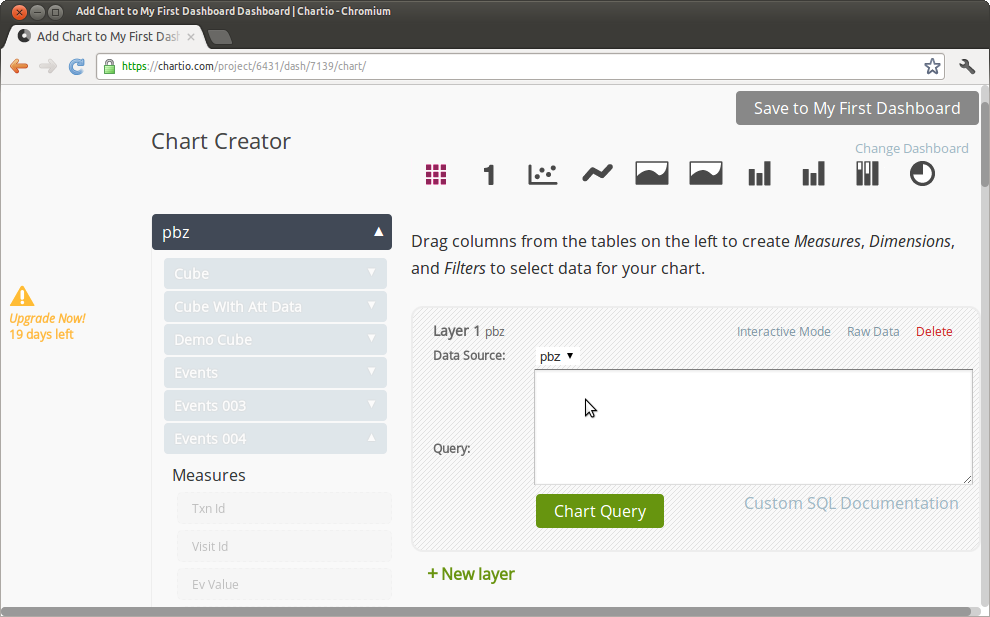 Add Chart to My First Dashboard Dashboard | Chartio - Chromium
Add Chart to My First Dash
https://chartio.com/project/6431/dash/7139/chart/
Save to My First Dashboard
Chart Creator
Change Dashboard
1
pbz
Drag columns from the tables on the left to create Measures, Dimensions,
and Filters to select data for your chart.
Cube
Cube WIth Att Data
Demo Cube
Events
Events 003
Events 004
Upgrade Now!
19 days left
Layer 1 pbz
Interactive Mode Raw Data Delete
Data Source: pbz
Query:
Measures
Txn Id
Visit Id
Ev Value
Chart Query
Custom SQL Documentation
+ New layer